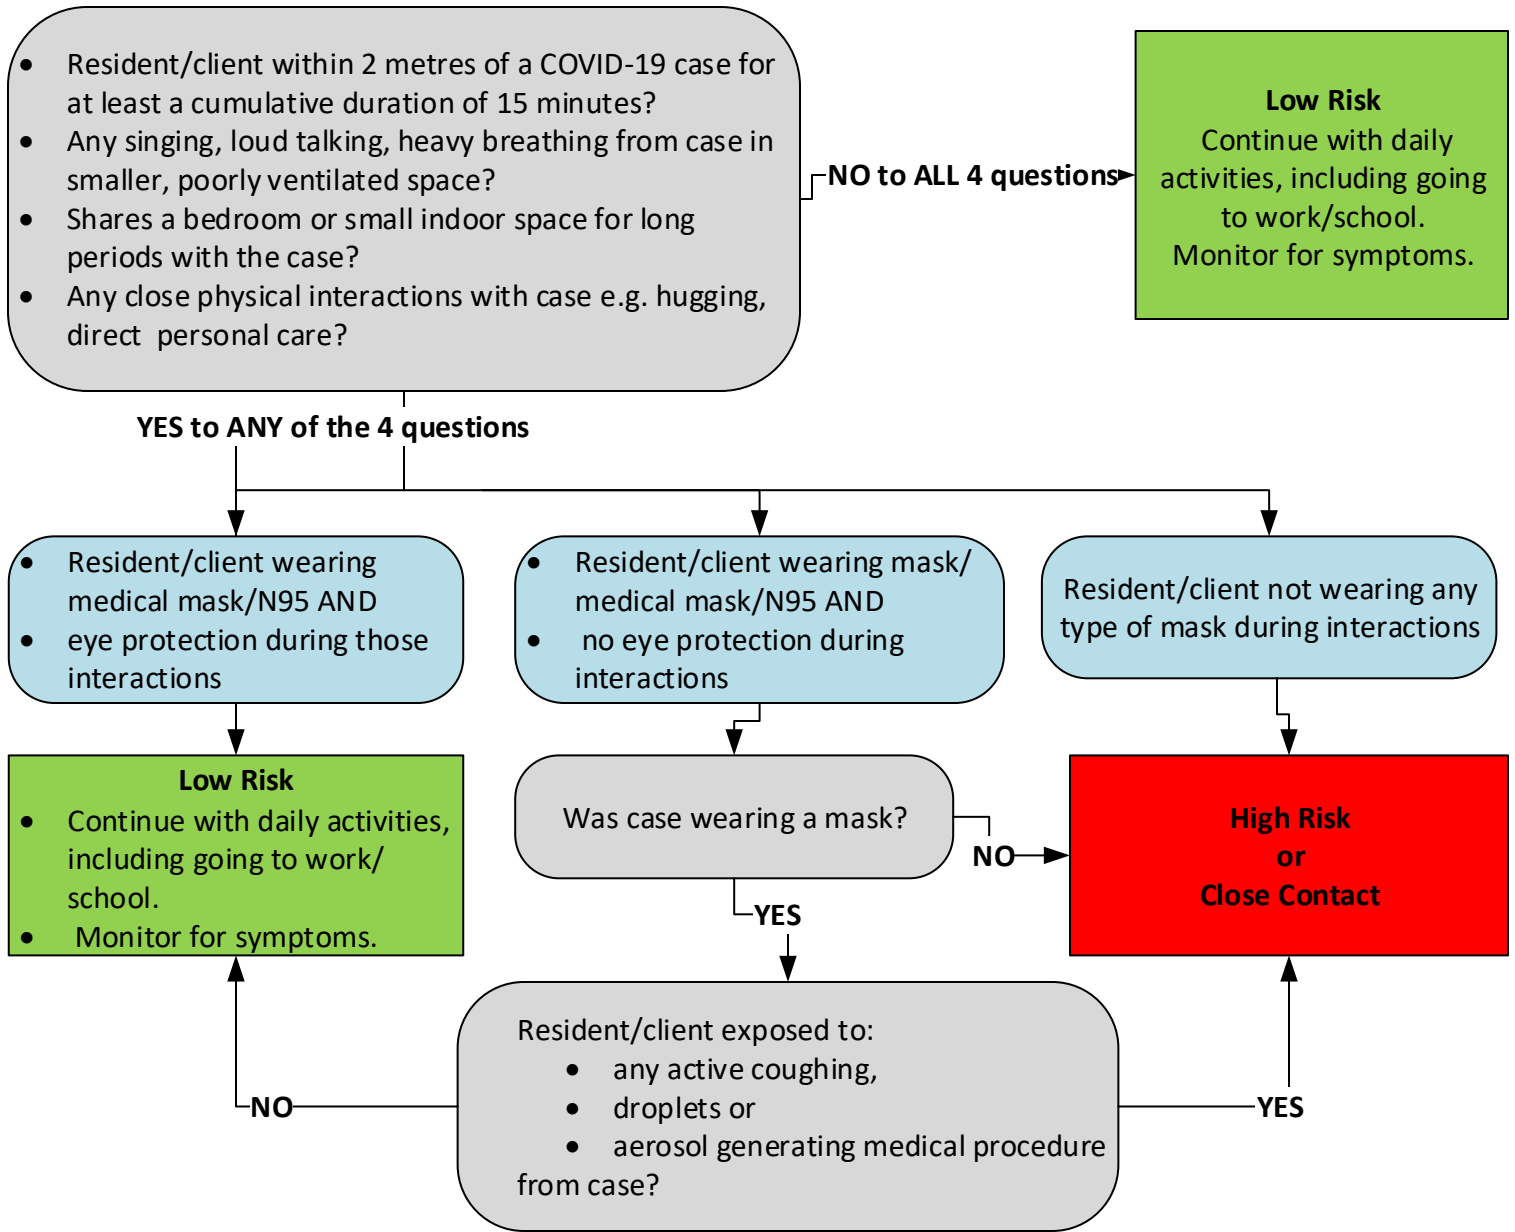 • Resident/client within 2 metres of a COVID-19 case for
at least a cumulative duration of 15 minutes?
• Any singing, loud talking, heavy breathing from case in
smaller, poorly ventilated space?
• Shares a bedroom or small indoor space for long
periods with the case?
• Any close physical interactions with case e.g. hugging,
direct personal care?
NO to ALL 4 questions
Low Risk
Continue with daily
activities, including going
to work/school.
Monitor for symptoms.
YES to ANY of the 4 questions
• Resident/client wearing
medical mask/N95 AND
• eye protection during those
interactions
• Resident/client wearing mask/
medical mask/N95 AND
• no eye protection during
interactions
Resident/client not wearing any
type of mask during interactions
Low Risk
• Continue with daily activities,
including going to work/
school.
• Monitor for symptoms.
Was case wearing a mask?
NO
High Risk
or
Close Contact
YES
Resident/client exposed to:
• any active coughing,
• droplets or
• aerosol generating medical procedure
from case?
NO
YES